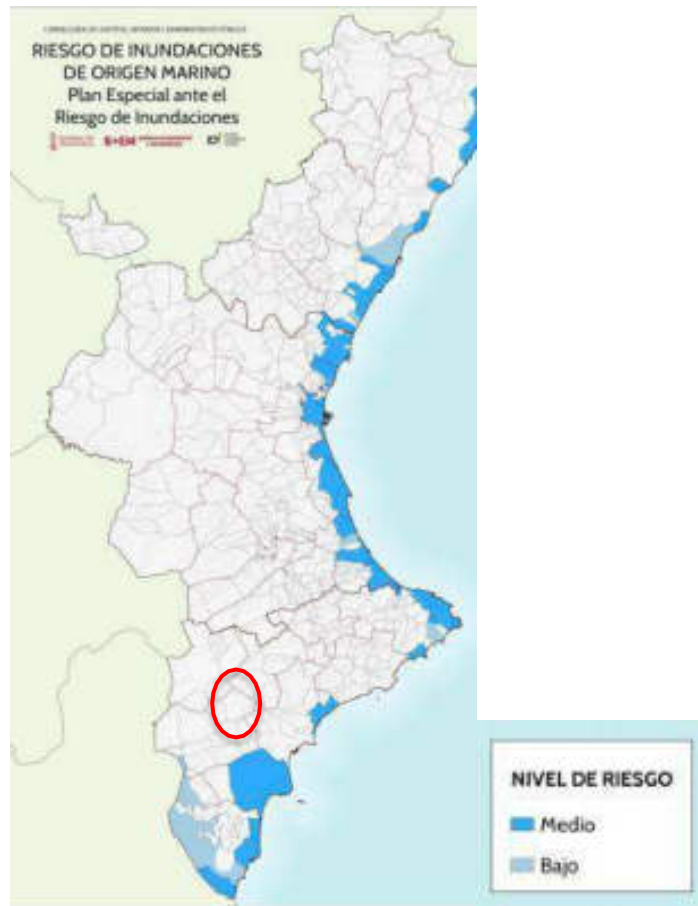 RIESGO DE INUNDACIONES
DE ORIGEN MARINO
Plan Especial ante el
Riesgo de Inundaciones
NIVEL DE RIESGO
Medio
Bajo